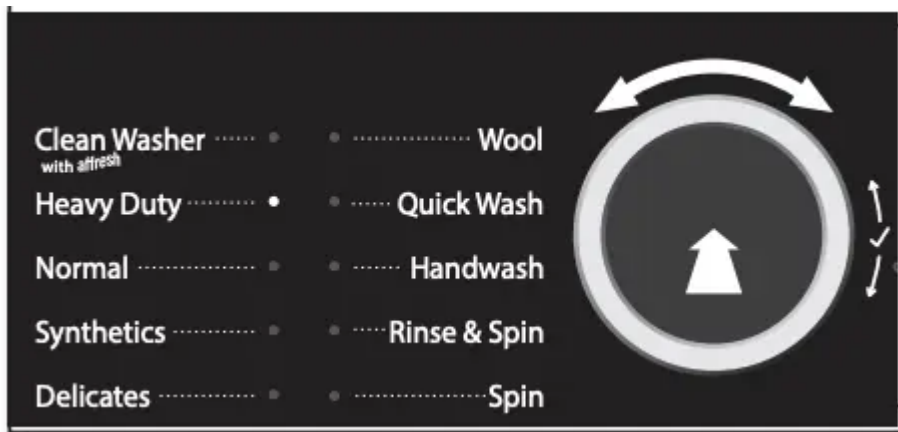 Clean Washer
with affresh
Heavy Duty
Normal
Synthetics
Delicates
Wool
Quick Wash
Handwash
Rinse & Spin
Spin